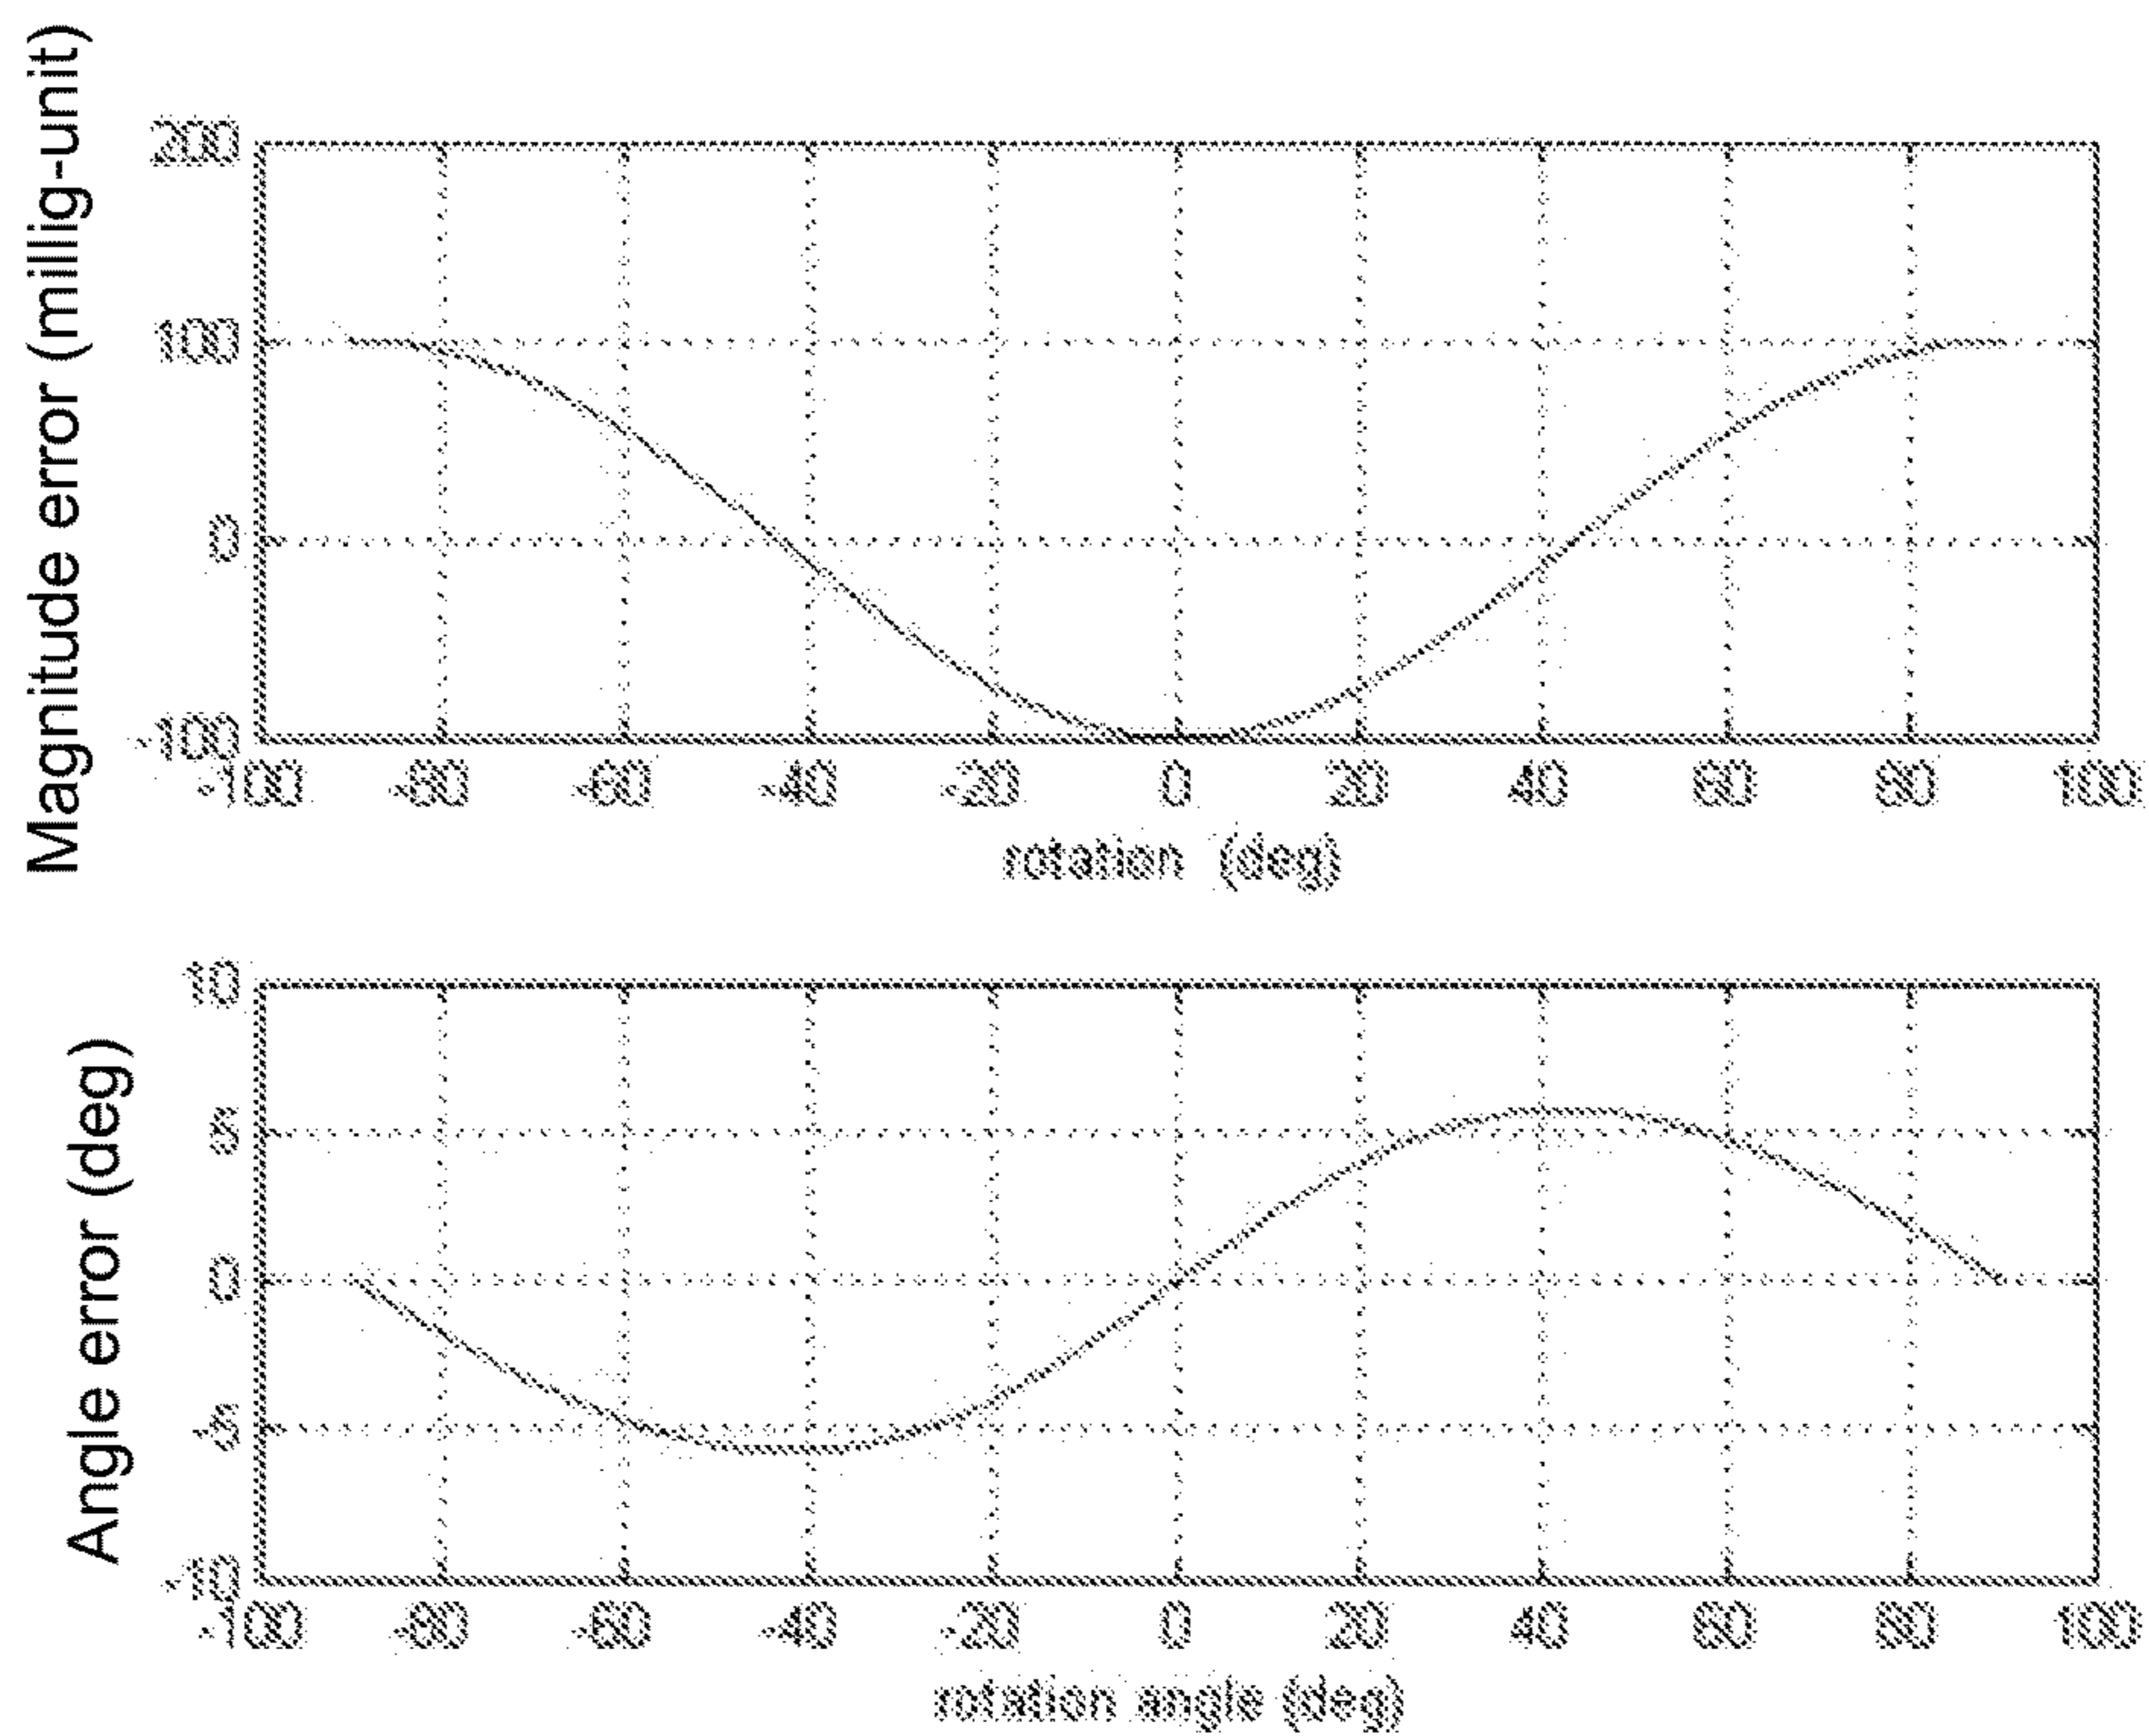 Magnitude error (millig-unit)
200
100
0
-100
-100 -80 -60 -40 -20 0 20 40 60 80 100
rotation (deg)
Angle error (deg)
10
5
0
-5
-10
-100 -80 -60 -40 -20 0 20 40 60 80 100
rotation angle (deg)